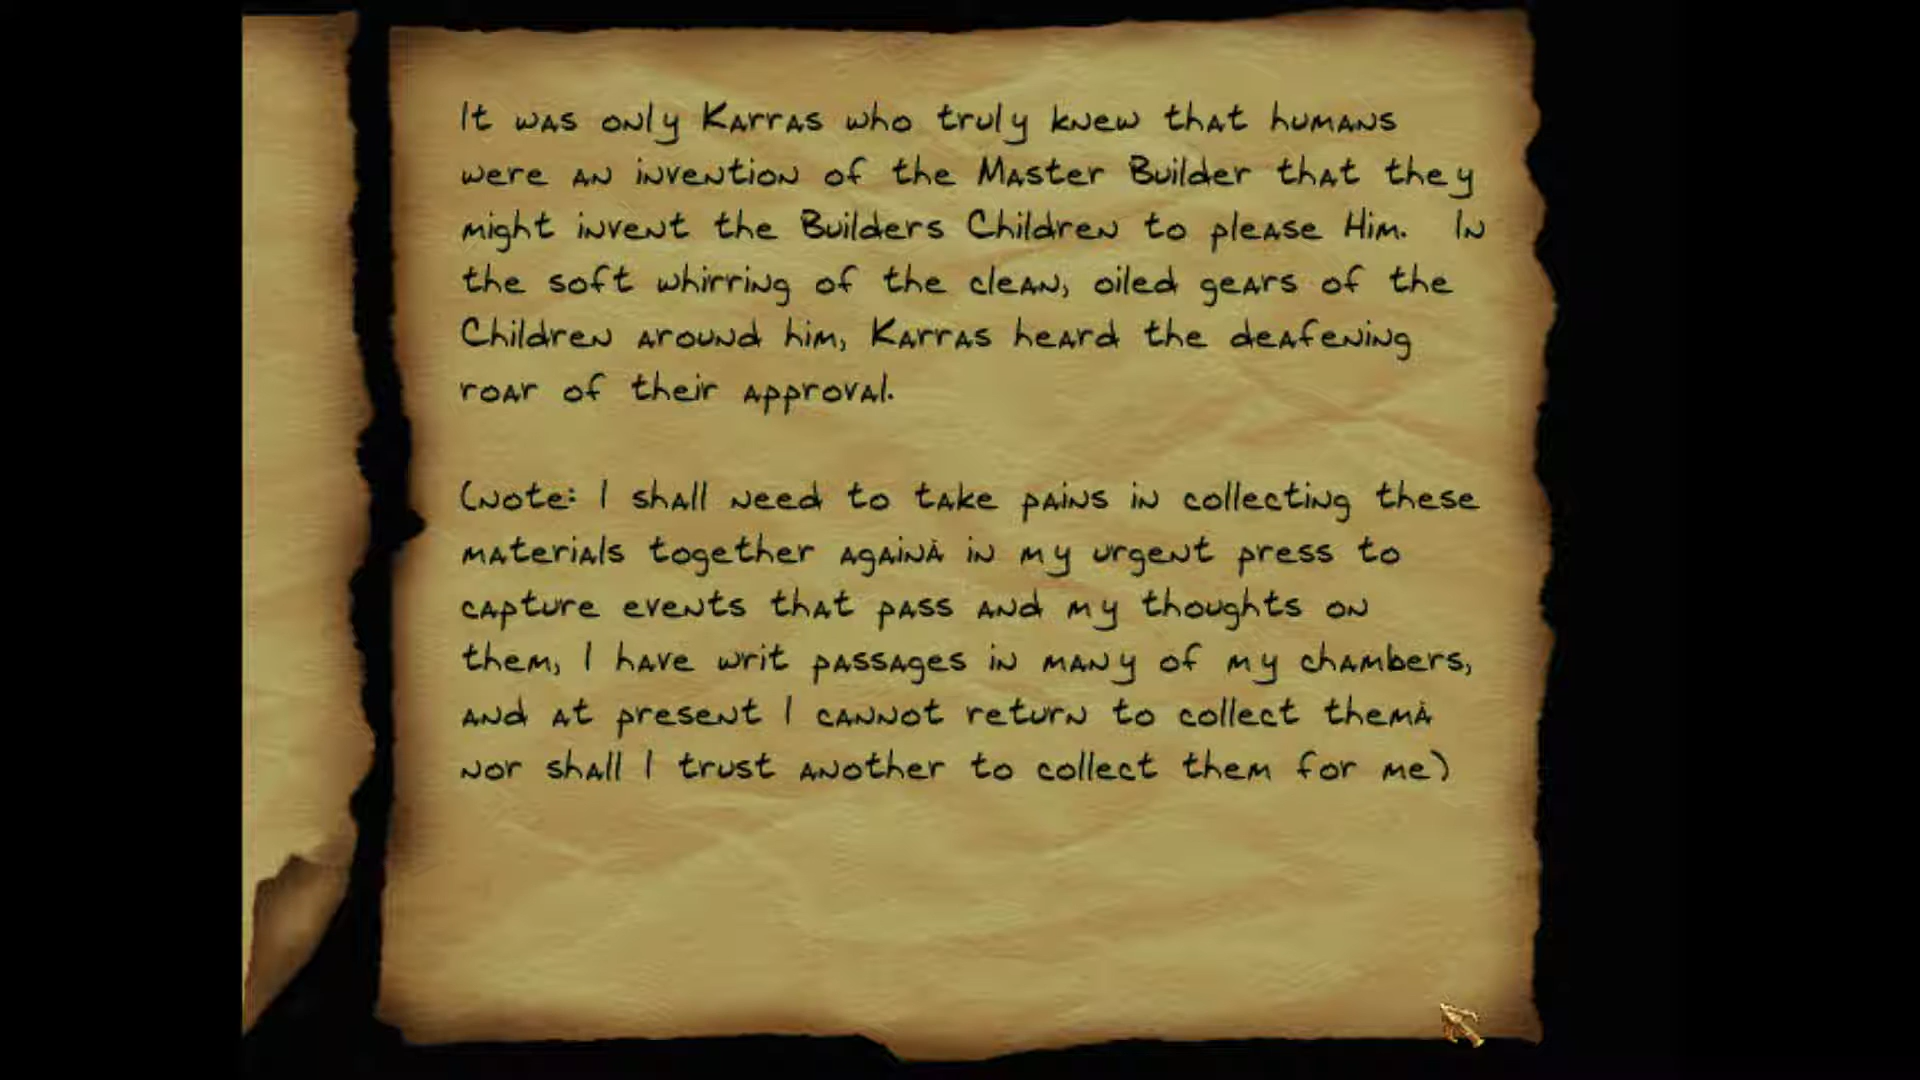 It was only Karras who truly knew that humans
were an invention of the Master Builder that they
might invent the Builders Children to please Him.  In
the soft whirring of the clean, oiled gears of the
Children around him, Karras heard the deafening
roar of their approval.

(note: I shall need to take pains in collecting these
materials together againà in my urgent press to
capture events that pass and my thoughts on
them, I have writ passages in many of my chambers,
and at present I cannot return to collect themà
nor shall I trust another to collect them for me)